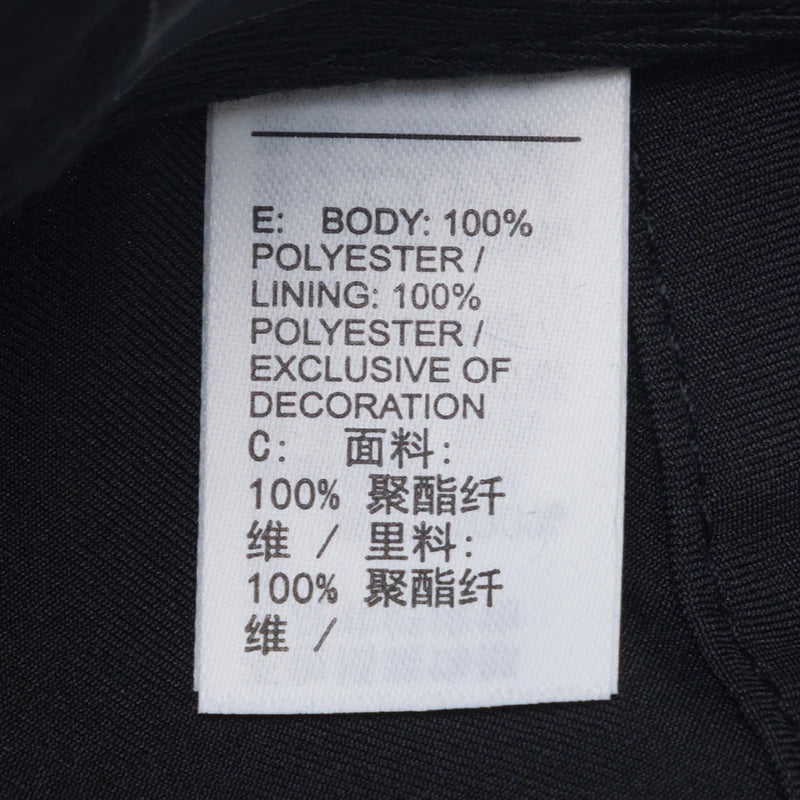 E: BODY: 100%
POLYESTER /
LINING: 100%
POLYESTER /
EXCLUSIVE OF
DECORATION
C: 面料:
100% 聚酯纤
维 / 里料:
100% 聚酯纤
维 /